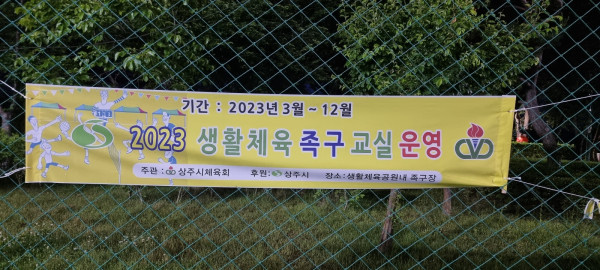 기간 : 2023년 3월 ~ 12월
2023 생활체육 족구 교실 운영
주관 : 상주시체육회 후원: 상주시 장소:생활체육공원내 족구장